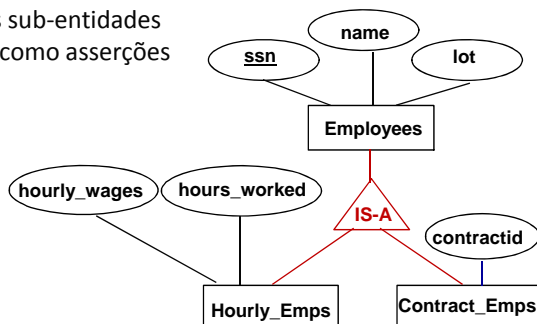 s sub-entidades
como asserções
name
ssn
lot
Employees
hourly_wages
hours_worked
IS-A
contractid
Hourly_Emps
Contract_Emps